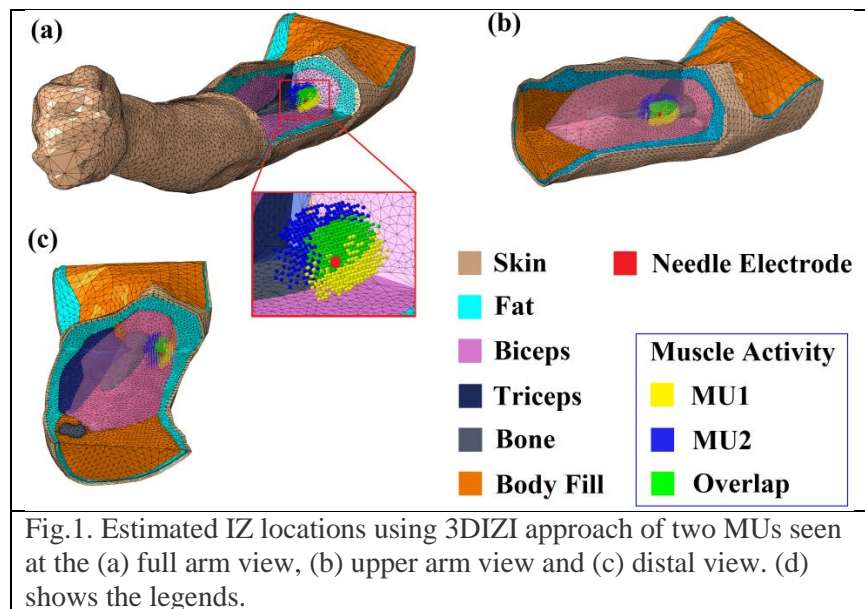 (a)
(b)
(c)
Skin
Fat
Biceps
Triceps
Bone
Body Fill
Needle Electrode
Muscle Activity
MU1
MU2
Overlap
Fig.1. Estimated IZ locations using 3DIZI approach of two MUs seen
at the (a) full arm view, (b) upper arm view and (c) distal view. (d)
shows the legends.